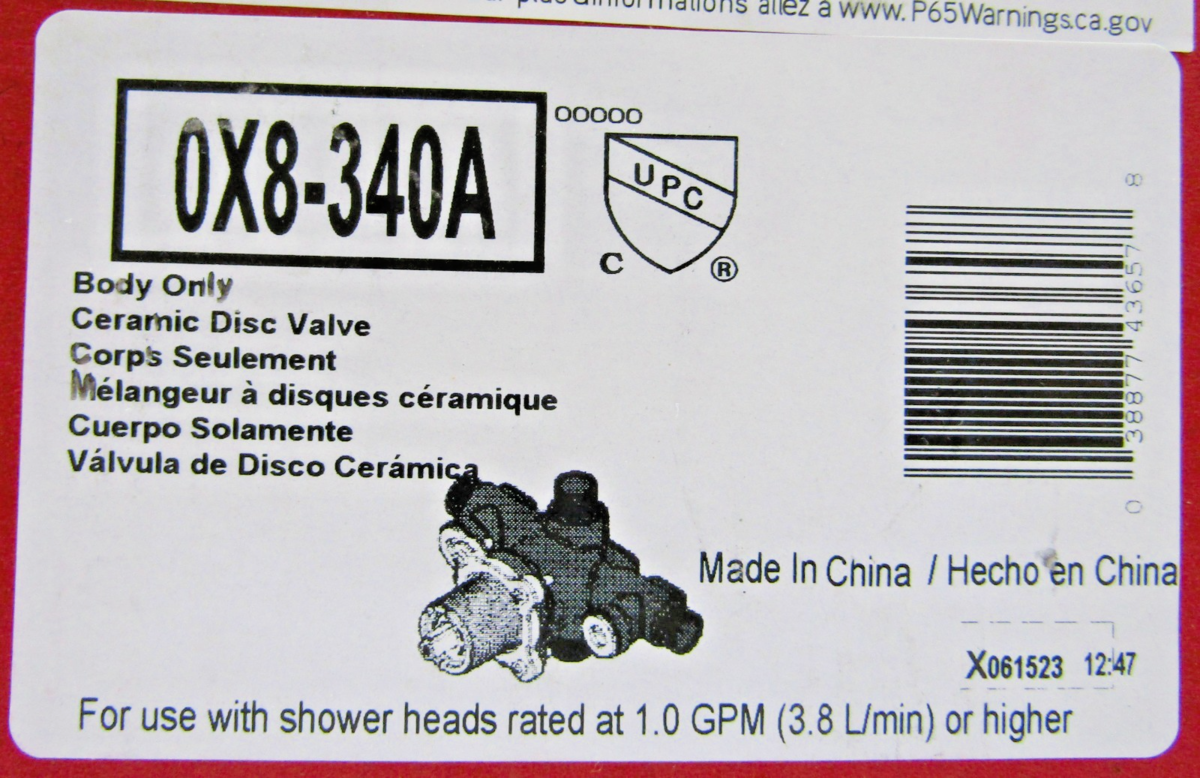 plus d'informations allez à www.P65Warnings.ca.gov
0X8-340A
00000
UPC
C ®
Body Only
Ceramic Disc Valve
Corps Seulement
Mélangeur à disques céramique
Cuerpo Solamente
Válvula de Disco Cerámica
0 38877 43657 8
Made In China / Hecho en China
X061523 12:47
For use with shower heads rated at 1.0 GPM (3.8 L/min) or higher